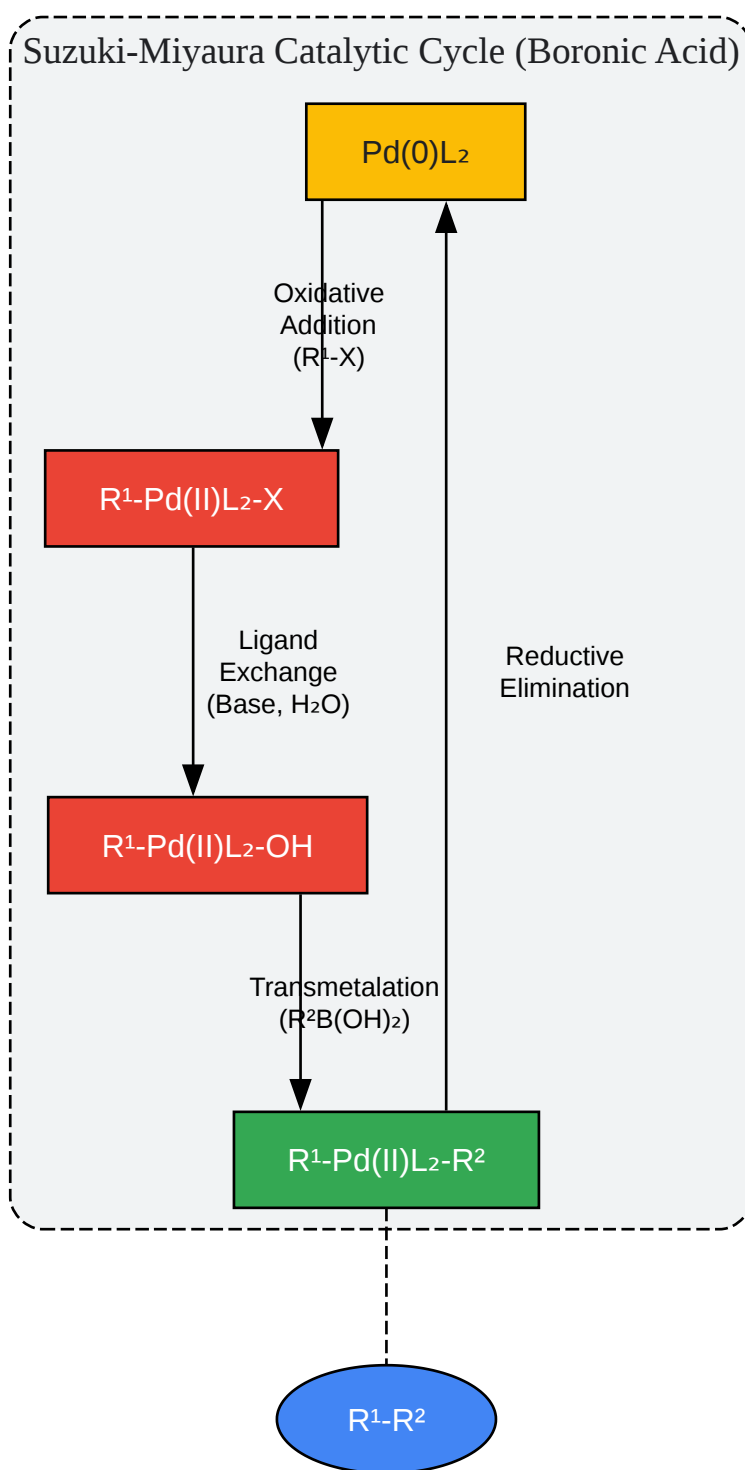 Suzuki-Miyaura Catalytic Cycle (Boronic Acid)
Pd(0)L₂
Oxidative
Addition
(R¹-X)
R¹-Pd(II)L₂-X
Ligand
Exchange
(Base, H₂O)
Reductive
Elimination
R¹-Pd(II)L₂-OH
Transmetalation
(R²B(OH)₂)
R¹-Pd(II)L₂-R²
R¹-R²